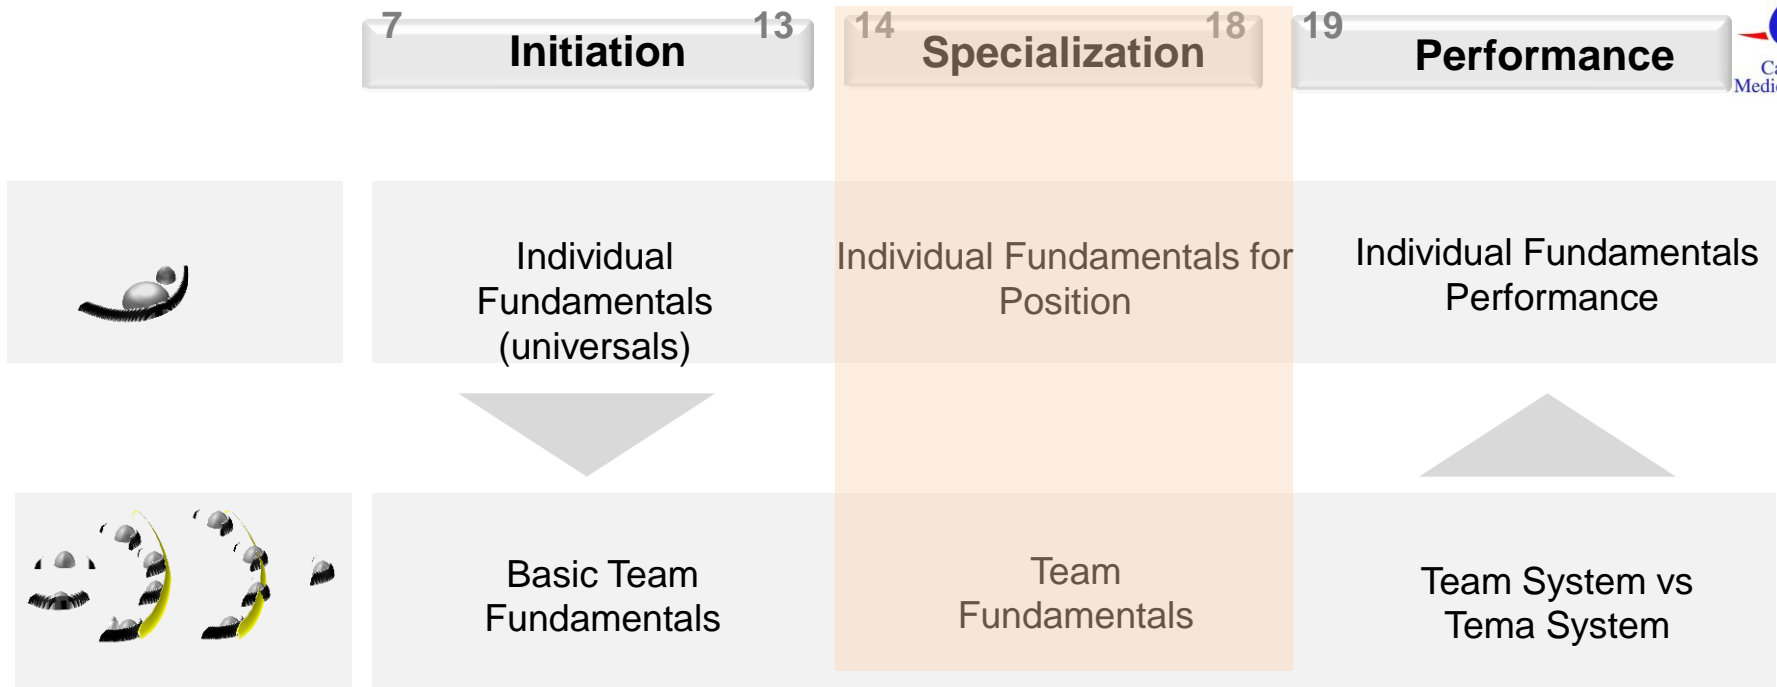 7 Initiation 13
14 Specialization 18
19 Performance
Individual
Fundamentals
(universals)
Individual Fundamentals for
Position
Individual Fundamentals
Performance
Basic Team
Fundamentals
Team
Fundamentals
Team System vs
Tema System